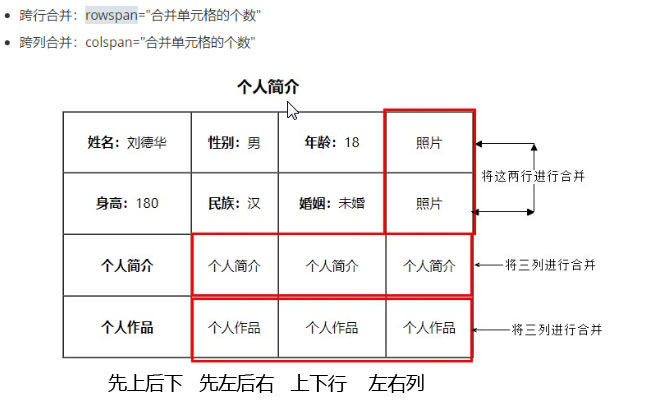 跨行合并：rowspan="合并单元格的个数"
跨列合并：colspan="合并单元格的个数"
个人简介
姓名：刘德华 性别：男 年龄：18 照片
将这两行进行合并
身高：180 民族：汉 婚姻：未婚 照片
个人简介 个人简介 个人简介 个人简介 将三列进行合并
个人作品 个人作品 个人作品 个人作品 将三列进行合并
先上后下 先左后右 上下行 左右列